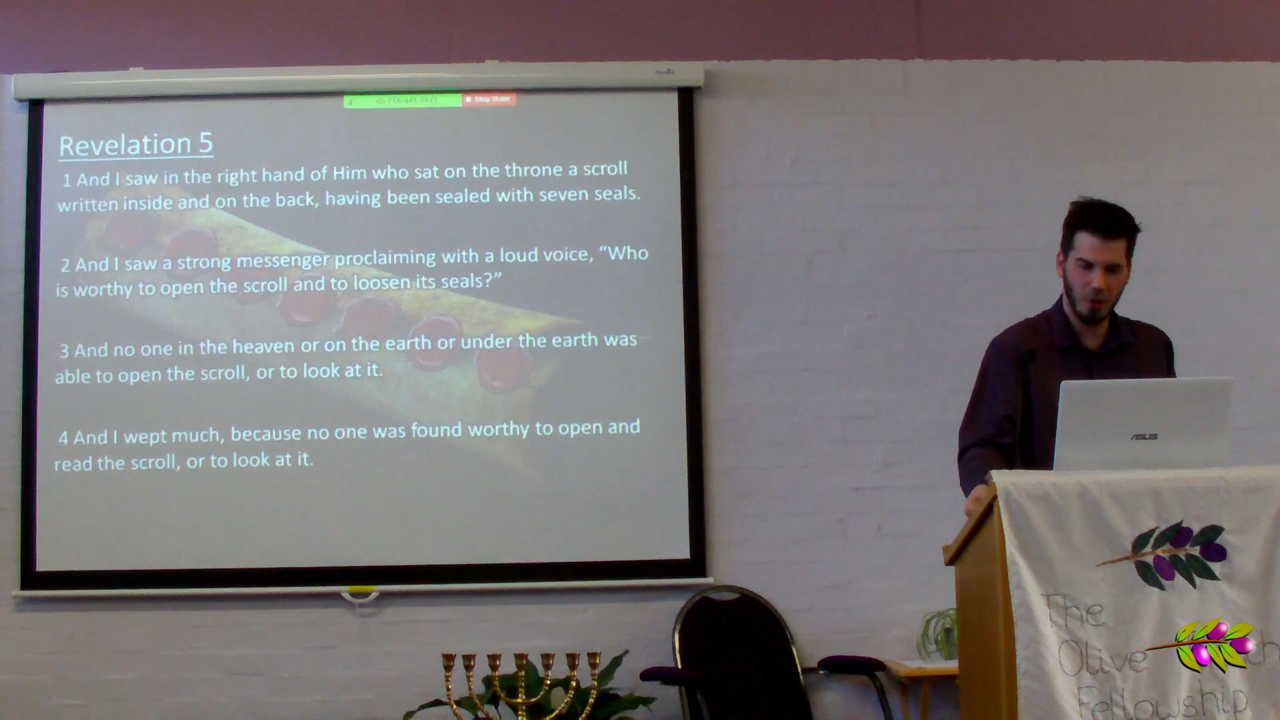 Stop Share
Revelation 5
1 And I saw in the right hand of Him who sat on the throne a scroll
written inside and on the back, having been sealed with seven seals.
2 And I saw a strong messenger proclaiming with a loud voice, “Who
is worthy to open the scroll and to loosen its seals?”
3 And no one in the heaven or on the earth or under the earth was
able to open the scroll, or to look at it.
4 And I wept much, because no one was found worthy to open and
read the scroll, or to look at it.
ASUS
The
Olive
Fellowship